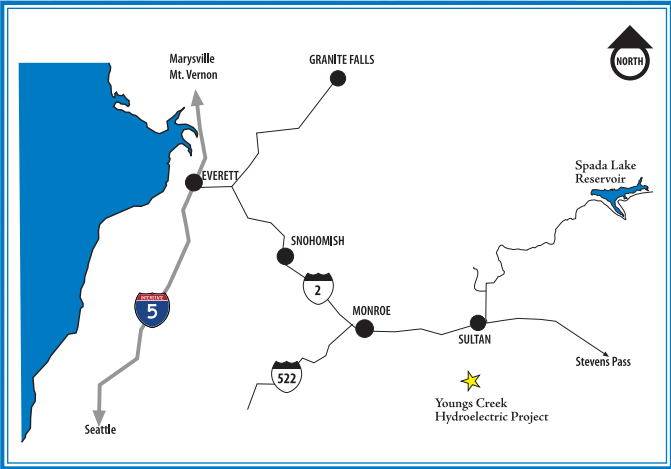 Marysville
Mt. Vernon
GRANITE FALLS
NORTH
Spada Lake
Reservoir
EVERETT
SNOHOMISH
2
INTERSTATE
5
MONROE
SULTAN
Stevens Pass
522
Youngs Creek
Hydroelectric Project
Seattle